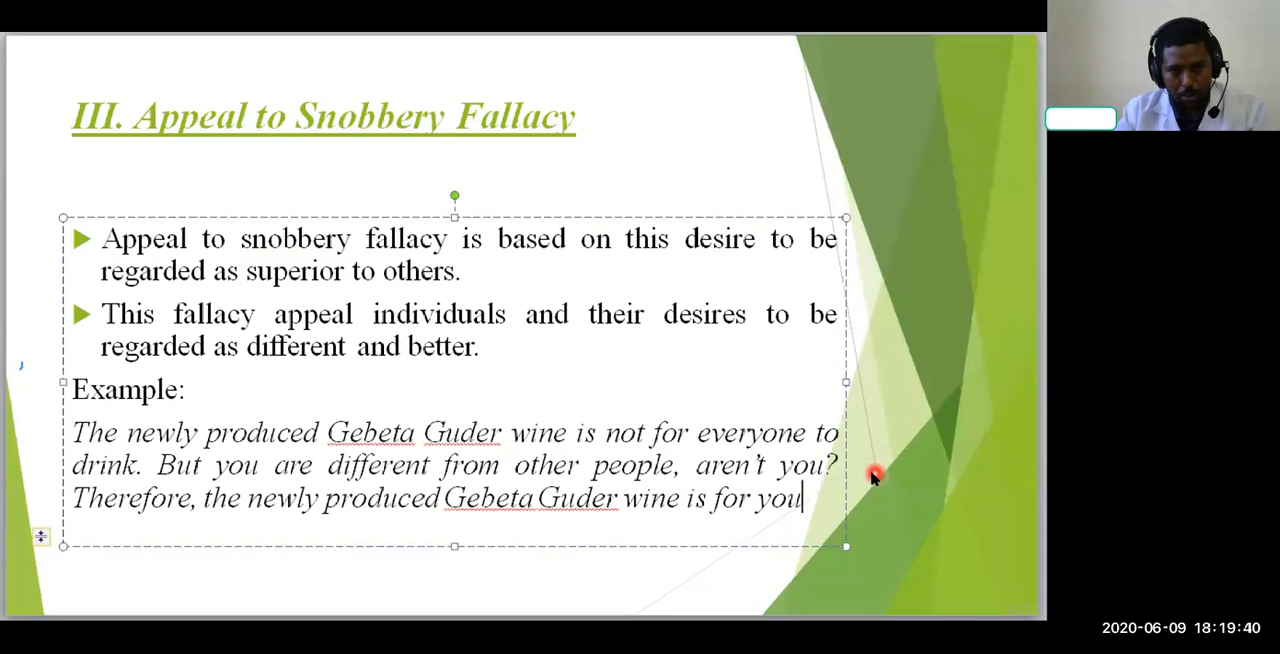 III. Appeal to Snobbery Fallacy
Appeal to snobbery fallacy is based on this desire to be
regarded as superior to others.
This fallacy appeal individuals and their desires to be
regarded as different and better.
Example:
The newly produced Gebeta Guder wine is not for everyone to
drink. But you are different from other people, aren't you?
Therefore, the newly produced Gebeta Guder wine is for you
2020-06-09 18:19:40